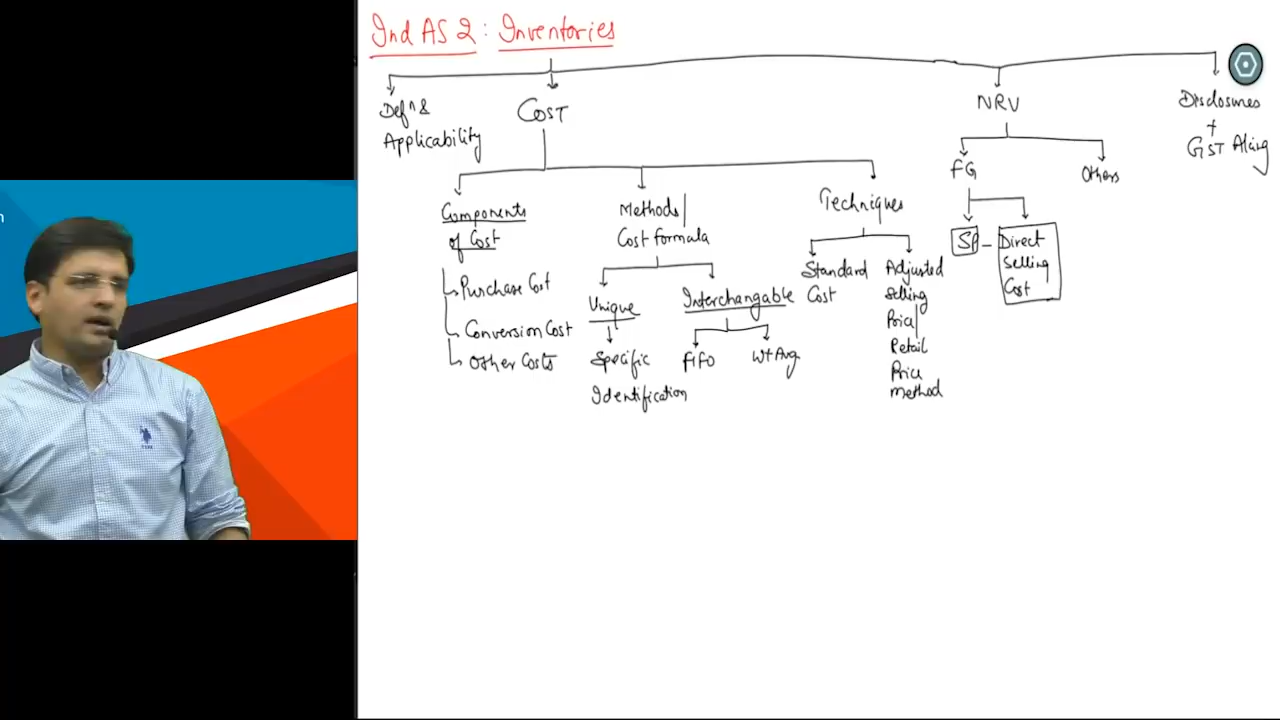 Ind AS 2 : Inventories
Defn &
Applicability
Cost
NRV
Disclosures
+
GST Accing
FG
Others
Components
of Cost
Purchase Cost
Conversion Cost
Other Costs
Methods/
Cost formula
Unique
Specific
Identification
Interchangable
FIFO
Wt Avg
Techniques
Standard
Cost
Adjusted
Selling
Price/
Retail
Price
method
SP - Direct
Selling
Cost
n